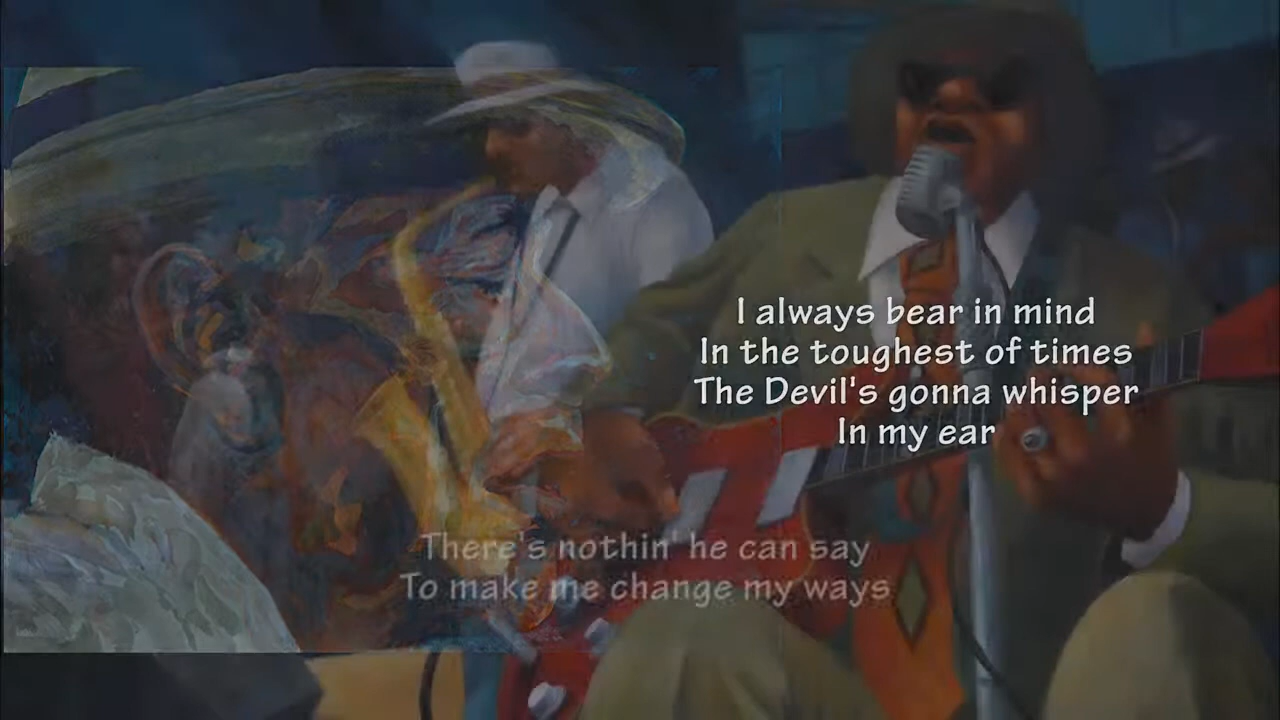 I always bear in mind
In the toughest of times
The Devil's gonna whisper
In my ear
There's nothin' he can say
To make me change my ways